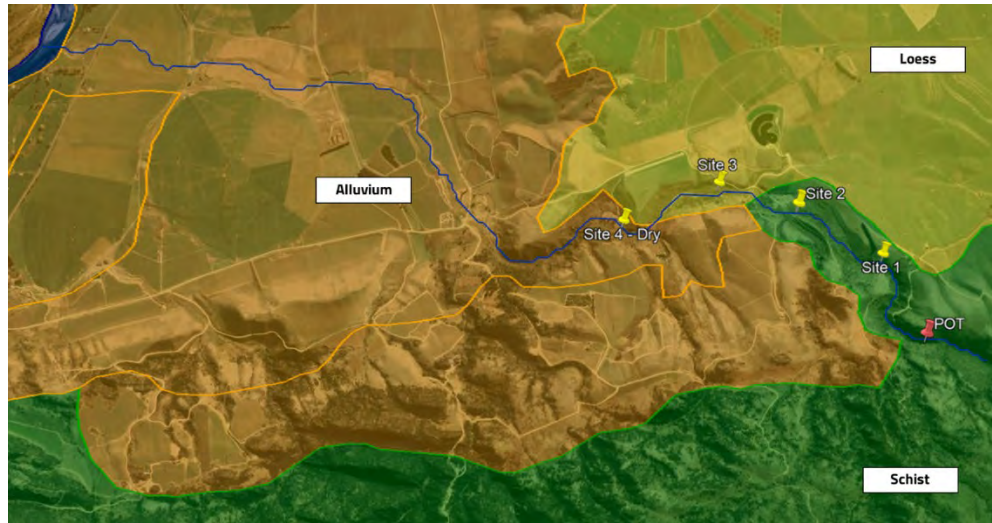 Loess
Site 3
Site 2
Alluvium
Site 4 - Dry
Site 1
POT
Schist